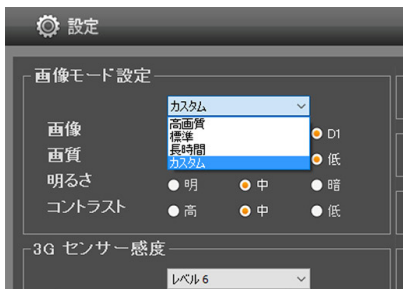 設定
画像モード設定
カスタム
高画質
標準
長時間
カスタム
画像 D1
画質 低
明るさ 明 中 暗
コントラスト 高 中 低
3G センサー感度
レベル 6